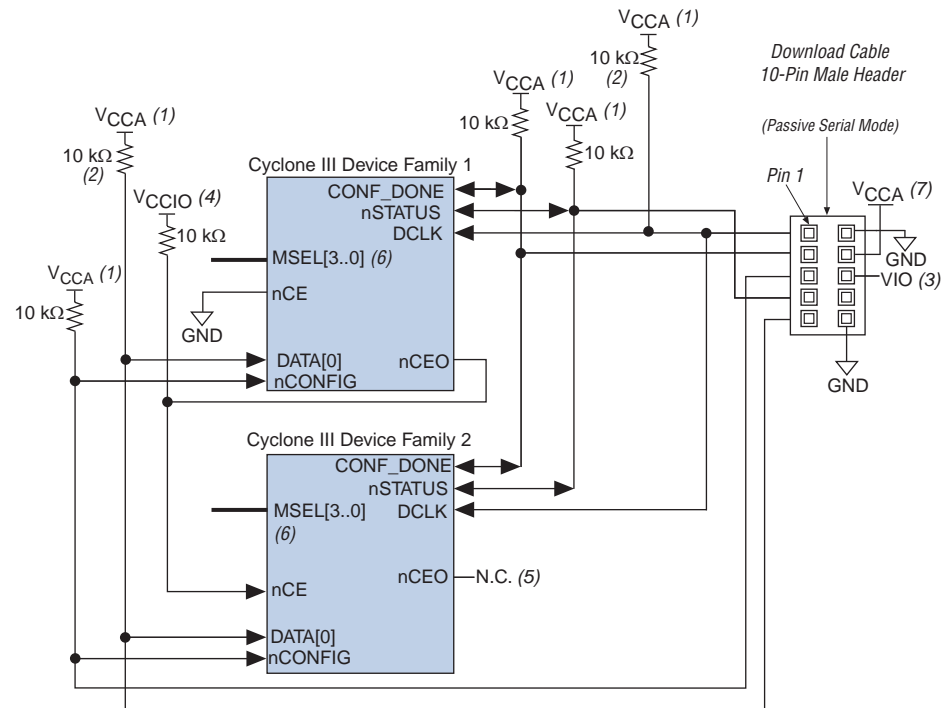 VCCA (1)
10 kΩ
(2)
Download Cable
10-Pin Male Header
(Passive Serial Mode)
Pin 1
VCCA (7)
GND
VIO (3)
GND
VCCA (1)
10 kΩ
VCCA (1)
10 kΩ
VCCA (1)
10 kΩ
(2)
VCCIO (4)
10 kΩ
VCCA (1)
10 kΩ
Cyclone III Device Family 1
CONF_DONE
nSTATUS
DCLK
MSEL[3..0] (6)
nCE
GND
DATA[0]
nCEO
nCONFIG
Cyclone III Device Family 2
CONF_DONE
nSTATUS
MSEL[3..0]
DCLK
(6)
nCEO
N.C. (5)
nCE
DATA[0]
nCONFIG